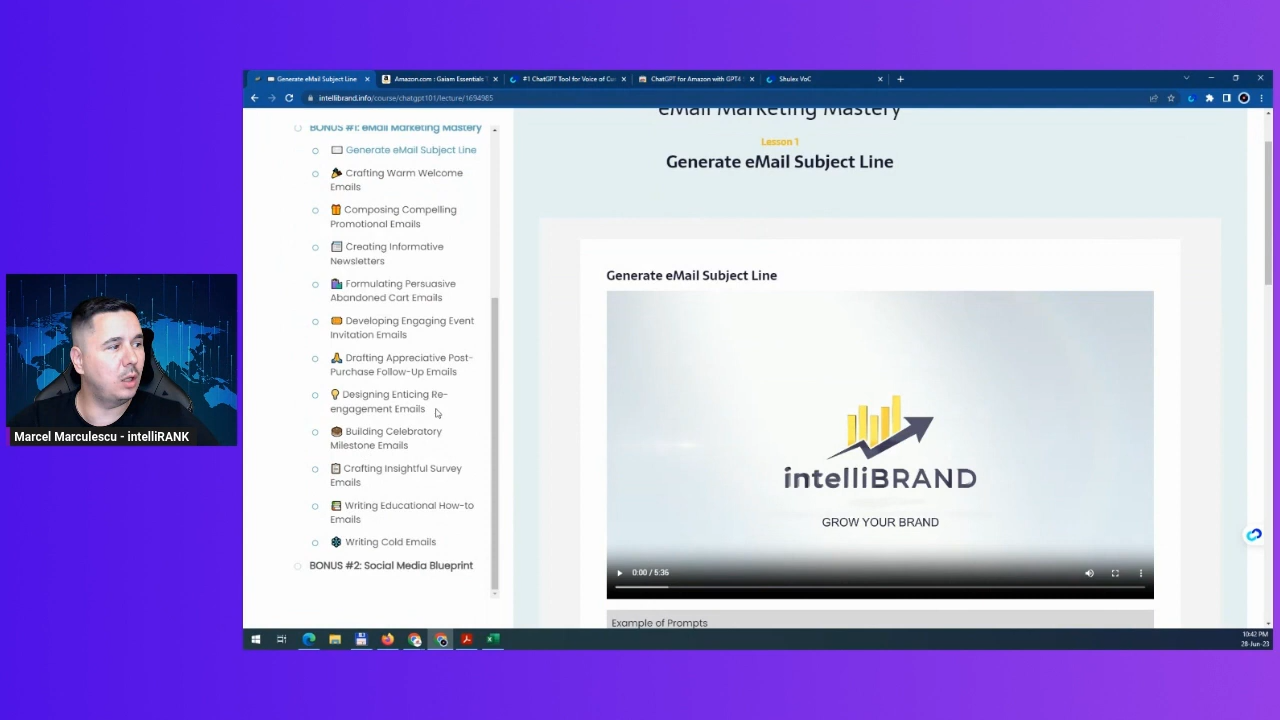 Generate eMail Subject Line
Amazon.com : Gaiam Essentials
#1 ChatGPT Tool for Voice of Cu
ChatGPT for Amazon with GPT4
Shulex VoC
intellibrand.info/course/chatgpt101/lecture/1694985
BONUS #1: eMail Marketing Mastery
Generate eMail Subject Line
Crafting Warm Welcome
Emails
Composing Compelling
Promotional Emails
Creating Informative
Newsletters
Formulating Persuasive
Abandoned Cart Emails
Developing Engaging Event
Invitation Emails
Drafting Appreciative Post-
Purchase Follow-Up Emails
Designing Enticing Re-
engagement Emails
Building Celebratory
Milestone Emails
Crafting Insightful Survey
Emails
Writing Educational How-to
Emails
Writing Cold Emails
BONUS #2: Social Media Blueprint
eMail Marketing Mastery
Lesson 1
Generate eMail Subject Line
Generate eMail Subject Line
intelliBRAND
GROW YOUR BRAND
0:00 / 5:36
Example of Prompts
Marcel Marculescu - intelliRANK
10:42 PM
28-Jun-23